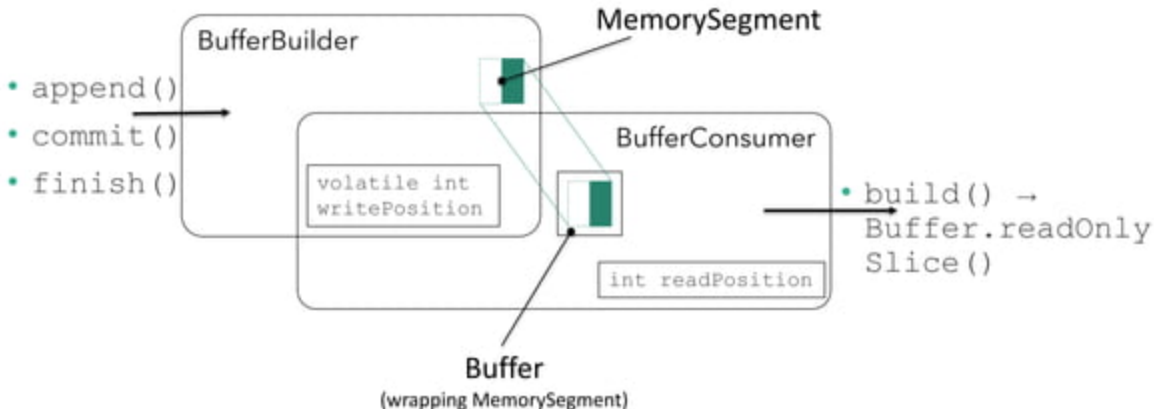 MemorySegment
BufferBuilder
• append()
• commit()
• finish()
BufferConsumer
volatile int
writePosition
• build() →
Buffer.readOnly
Slice()
int readPosition
Buffer
(wrapping MemorySegment)